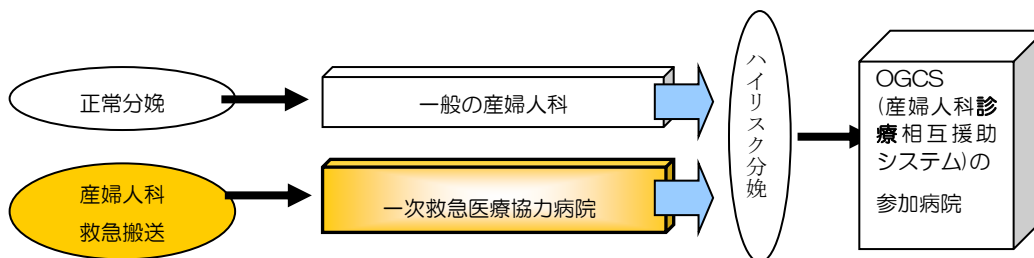 正常分娩
一般の産婦人科
産婦人科
救急搬送
一次救急医療協力病院
ハイリスク分娩
OGCS
(産婦人科診
療相互援助
システム)の
参加病院